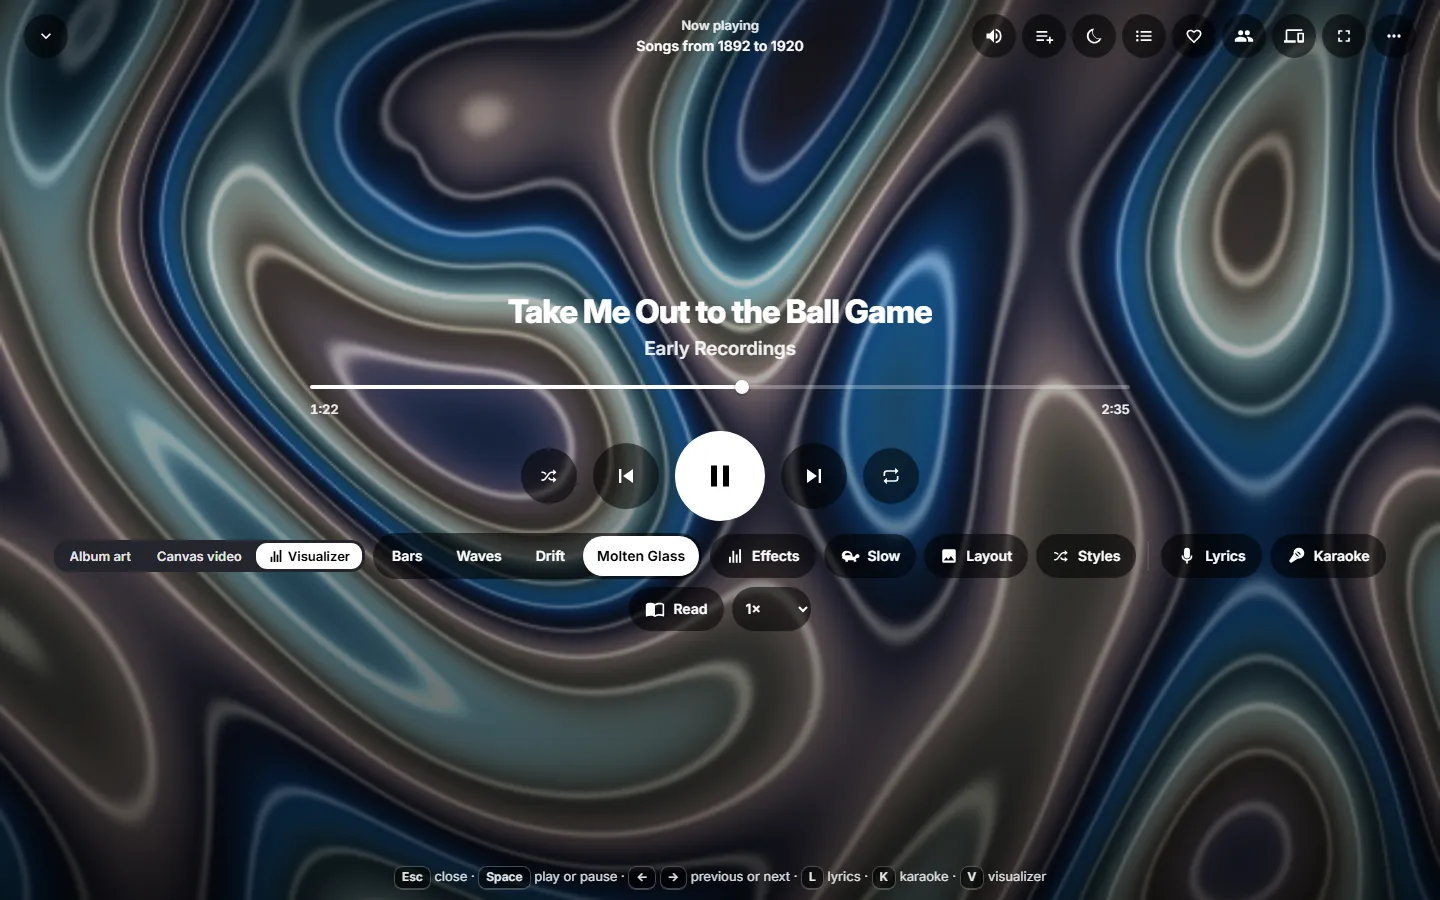 Now playing
Songs from 1892 to 1920
Take Me Out to the Ball Game
Early Recordings
1:22 2:35
Album art Canvas video Visualizer Bars Waves Drift Molten Glass Effects Slow Layout Styles Lyrics Karaoke
Read 1×
Esc close · Space play or pause · ← → previous or next · L lyrics · K karaoke · V visualizer